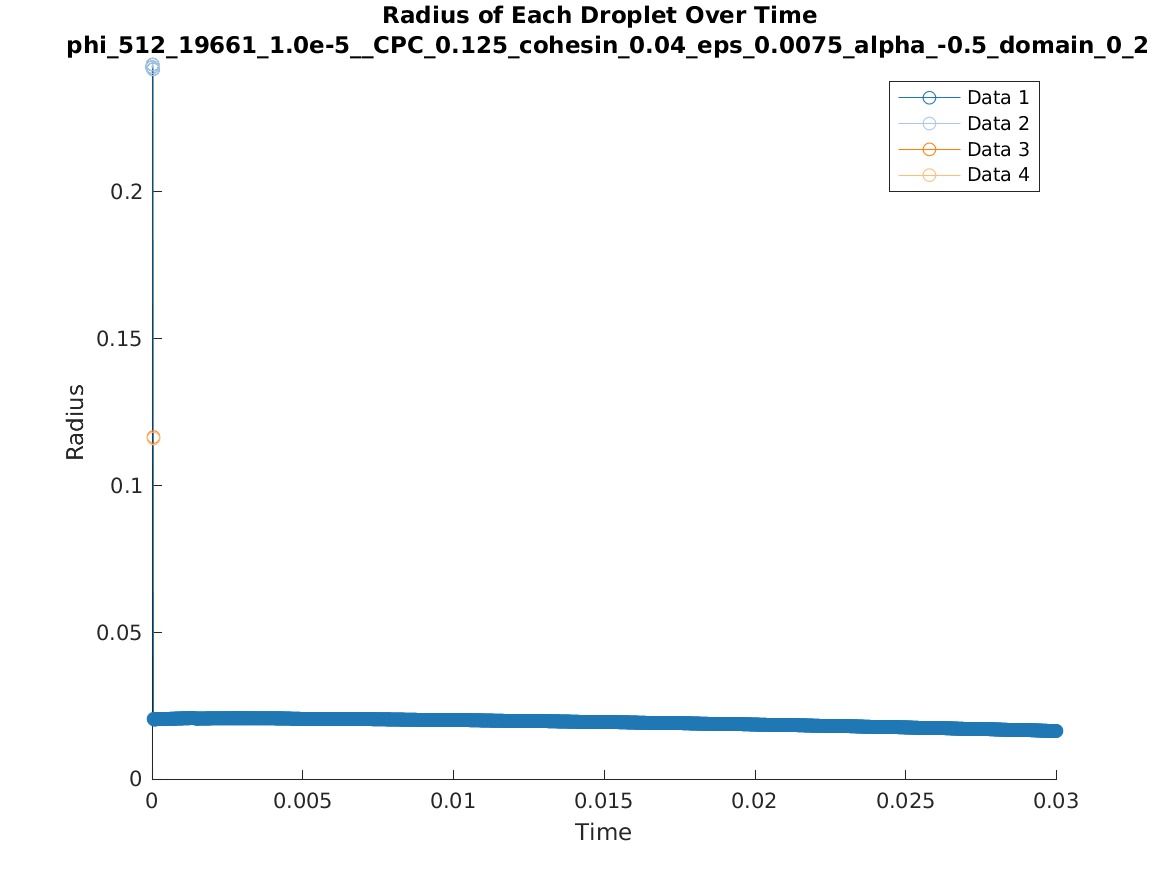 Radius of Each Droplet Over Time
phi_512_19661_1.0e-5__CPC_0.125_cohesin_0.04_eps_0.0075_alpha_-0.5_domain_0_2
Data 1
Data 2
Data 3
Data 4
0.2
0.15
0.1
0.05
0
Radius
0
0.005
0.01
0.015
0.02
0.025
0.03
Time